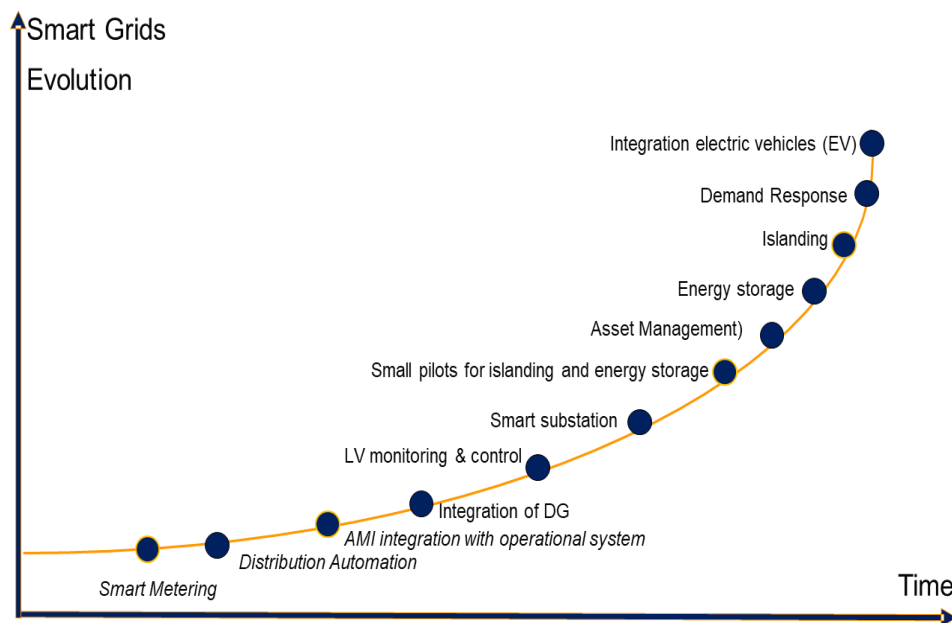 Smart Grids
Evolution
Integration electric vehicles (EV)
Demand Response
Islanding
Energy storage
Asset Management)
Small pilots for islanding and energy storage
Smart substation
LV monitoring & control
Integration of DG
AMI integration with operational system
Distribution Automation
Smart Metering
Time